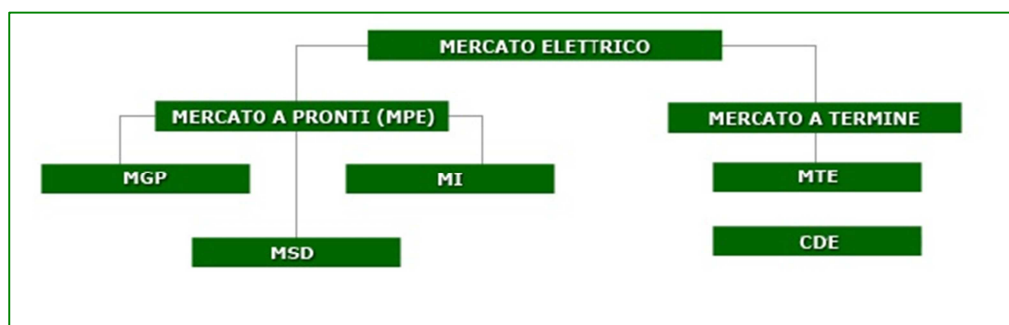 MERCATO ELETTRICO
MERCATO A PRONTI (MPE)
MERCATO A TERMINE
MGP
MI
MTE
MSD
CDE